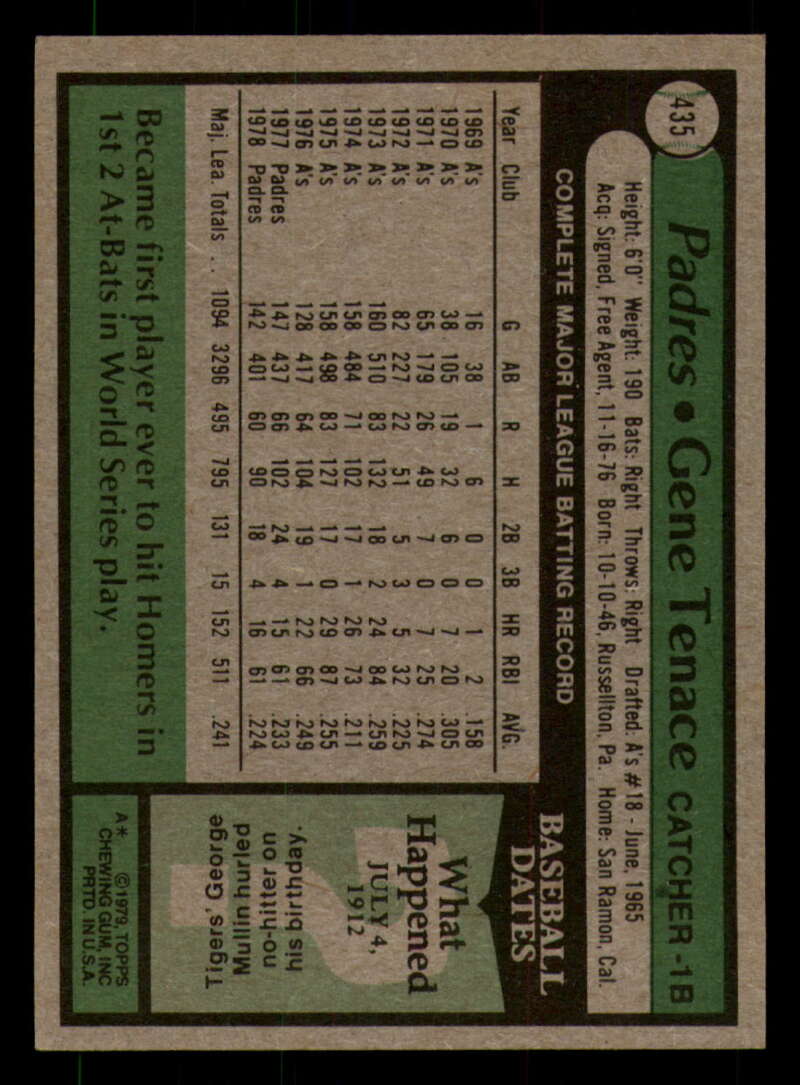 435
Padres • Gene Tenace CATCHER-1B
Height: 6'0" Weight: 190 Bats: Right Throws: Right Drafted: A's #18 - June, 1965
Acq: Signed, Free Agent, 11-16-76 Born: 10-10-46, Russellton, Pa. Home: San Ramon, Cal.
COMPLETE MAJOR LEAGUE BATTING RECORD
Year Club G AB R H 2B 3B HR RBI AVG.
1969 A's 16 38 1 6 0 0 1 2 .158
1970 A's 38 105 19 32 6 0 7 20 .305
1971 A's 65 179 26 49 7 0 7 25 .274
1972 A's 82 227 22 51 5 3 5 32 .225
1973 A's 160 510 83 132 18 2 24 84 .259
1974 A's 158 484 71 102 17 1 26 73 .211
1975 A's 158 498 83 127 17 0 29 87 .255
1976 A's 128 417 64 104 19 1 22 66 .249
1977 Padres 147 437 66 102 24 4 15 61 .233
1978 Padres 142 401 60 90 18 4 16 61 .224
Maj. Lea. Totals . . 1094 3296 495 795 131 15 152 511 .241
Became first player ever to hit Homers in
1st 2 At-Bats in World Series play.
BASEBALL
DATES
What
Happened
JULY 4,
1912
Tigers' George
Mullin hurled
no-hitter on
his birthday.
A* ©1979, TOPPS
CHEWING GUM, INC
PRTD. IN U.S.A.